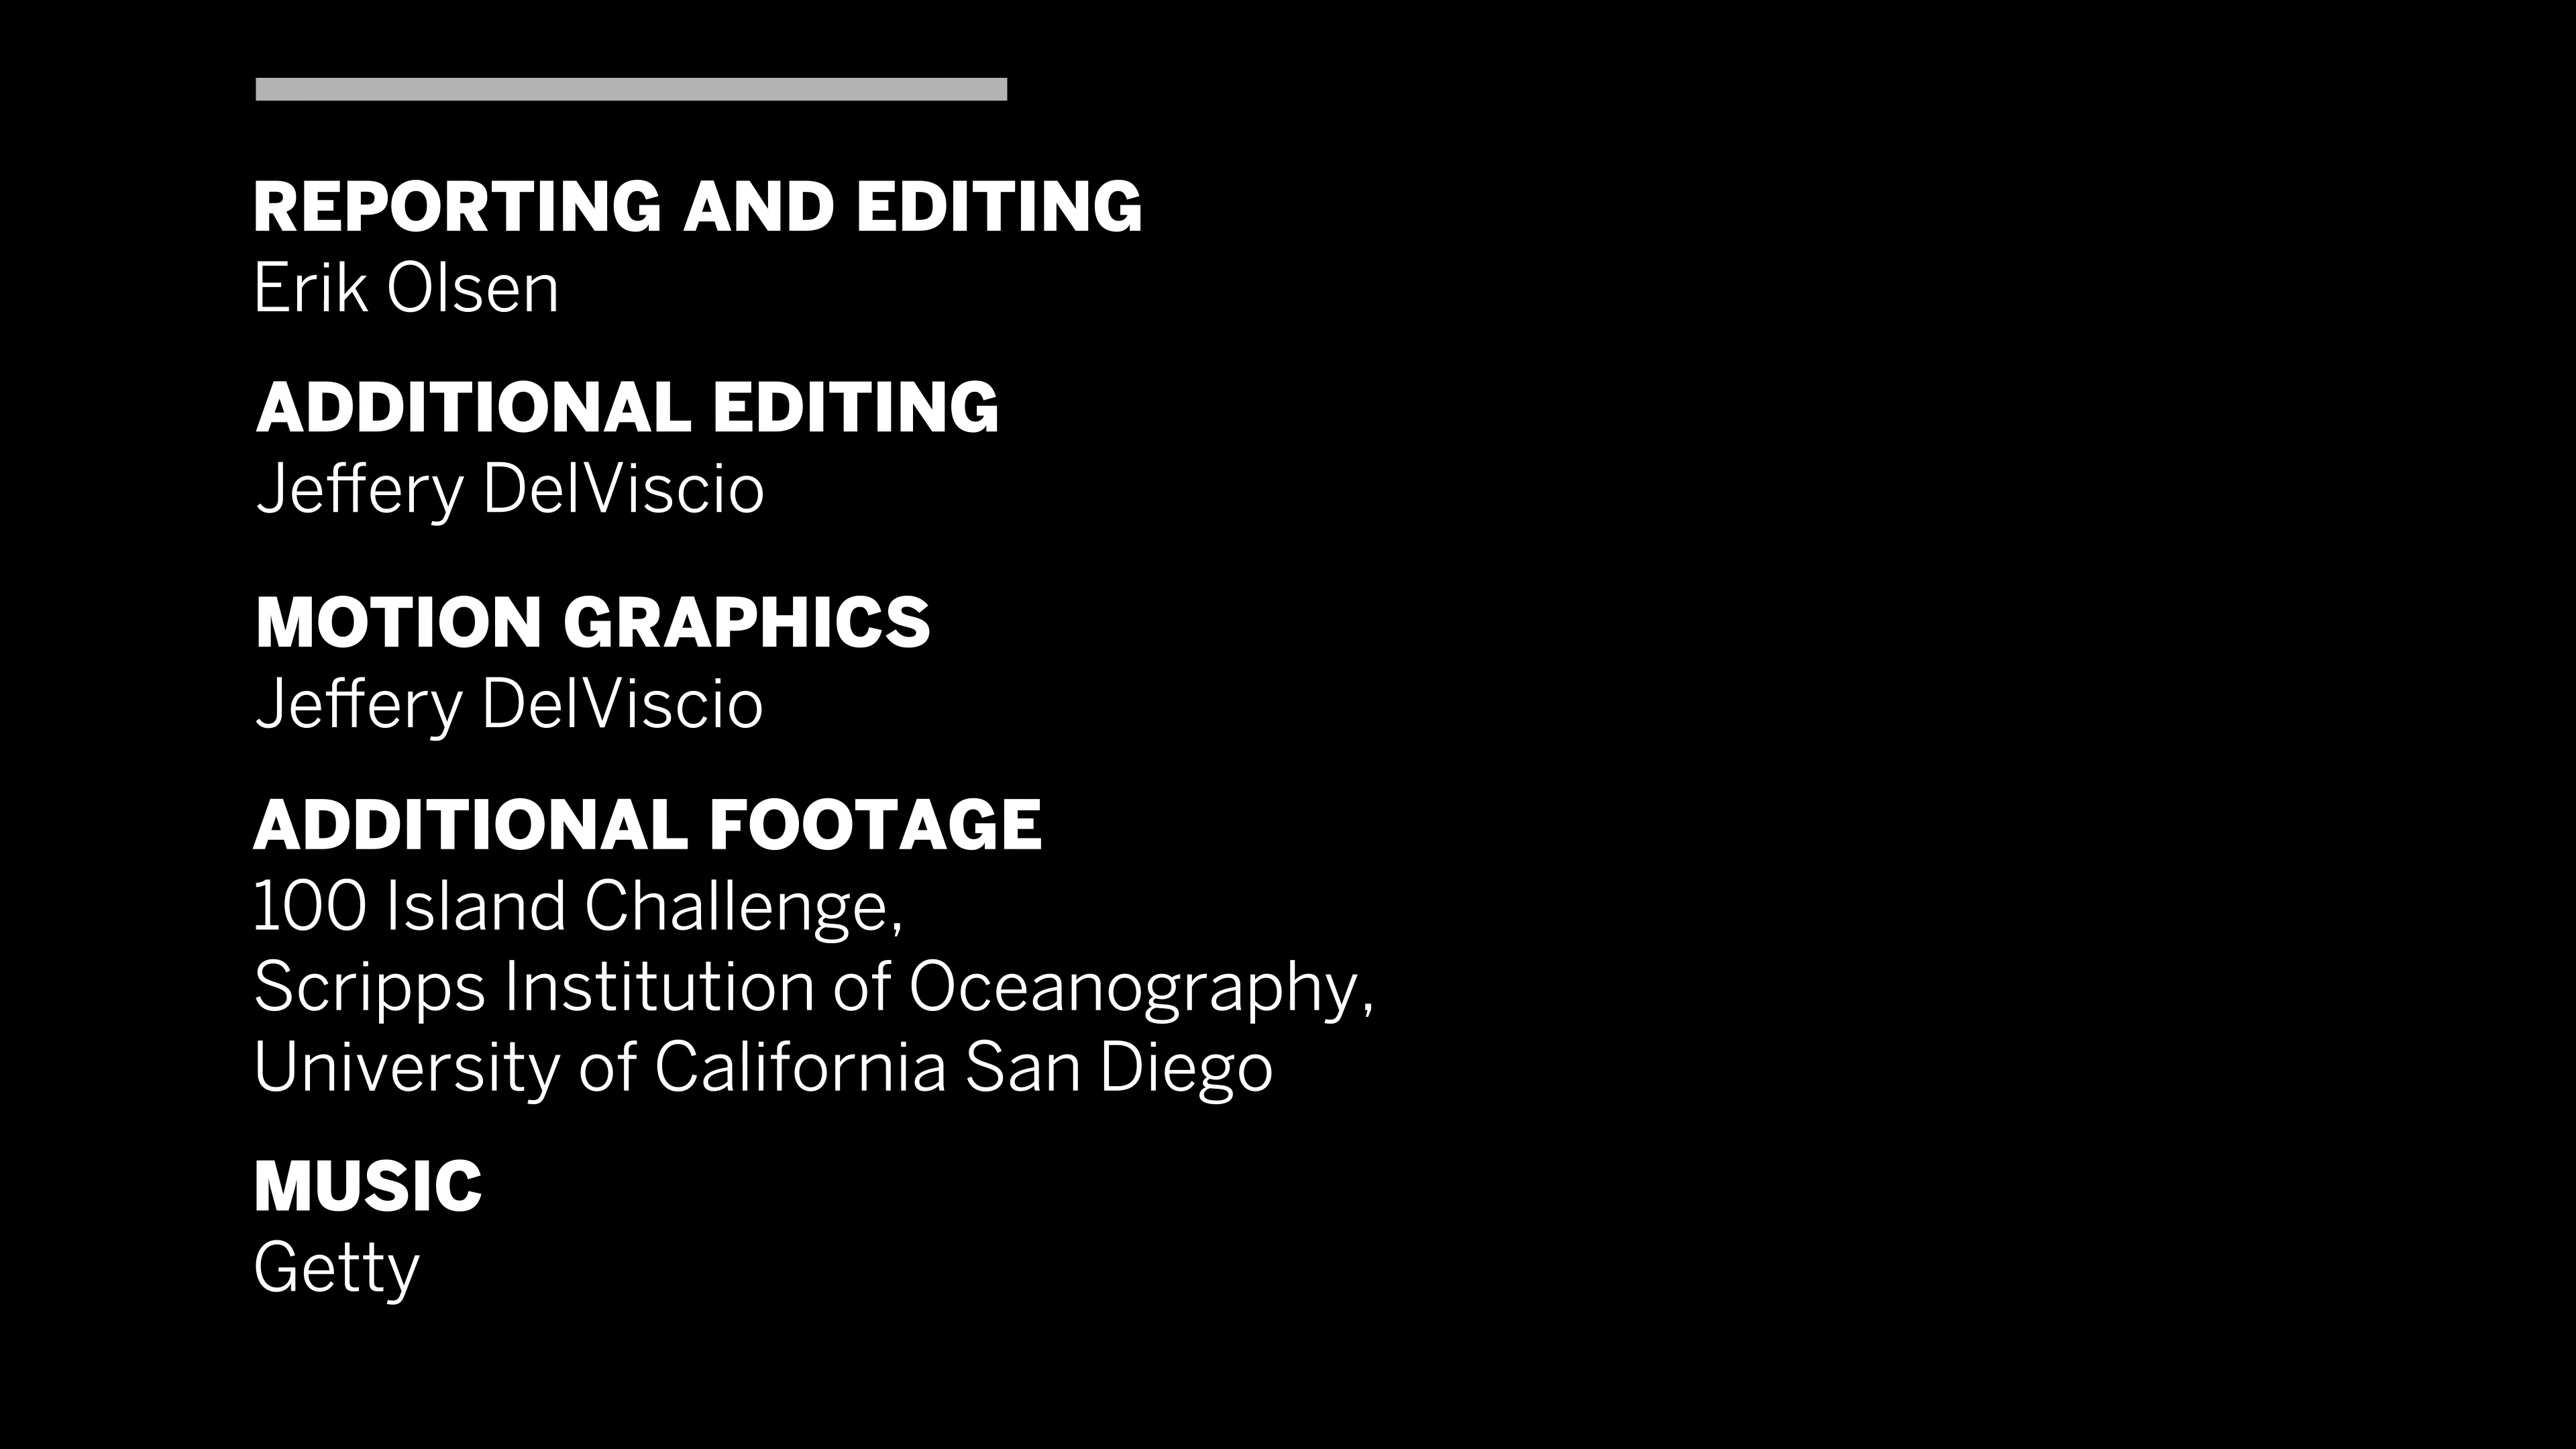 REPORTING AND EDITING
Erik Olsen
ADDITIONAL EDITING
Jeffery DelViscio
MOTION GRAPHICS
Jeffery DelViscio
ADDITIONAL FOOTAGE
100 Island Challenge,
Scripps Institution of Oceanography,
University of California San Diego
MUSIC
Getty